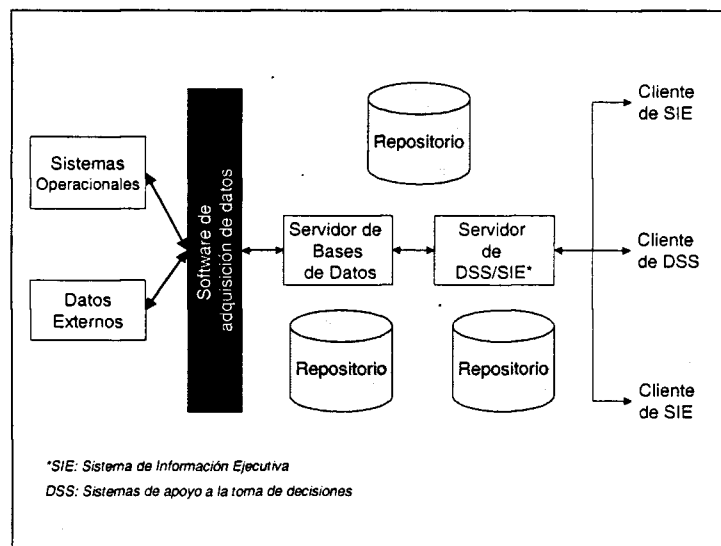 Sistemas
Operacionales
Datos
Externos
Software de
adquisición de datos
Repositorio
Servidor de
Bases
de Datos
Servidor
de
DSS/SIE*
Repositorio
Repositorio
Cliente
de SIE
Cliente
de DSS
Cliente
de SIE
*SIE: Sistema de Información Ejecutiva
DSS: Sistemas de apoyo a la toma de decisiones